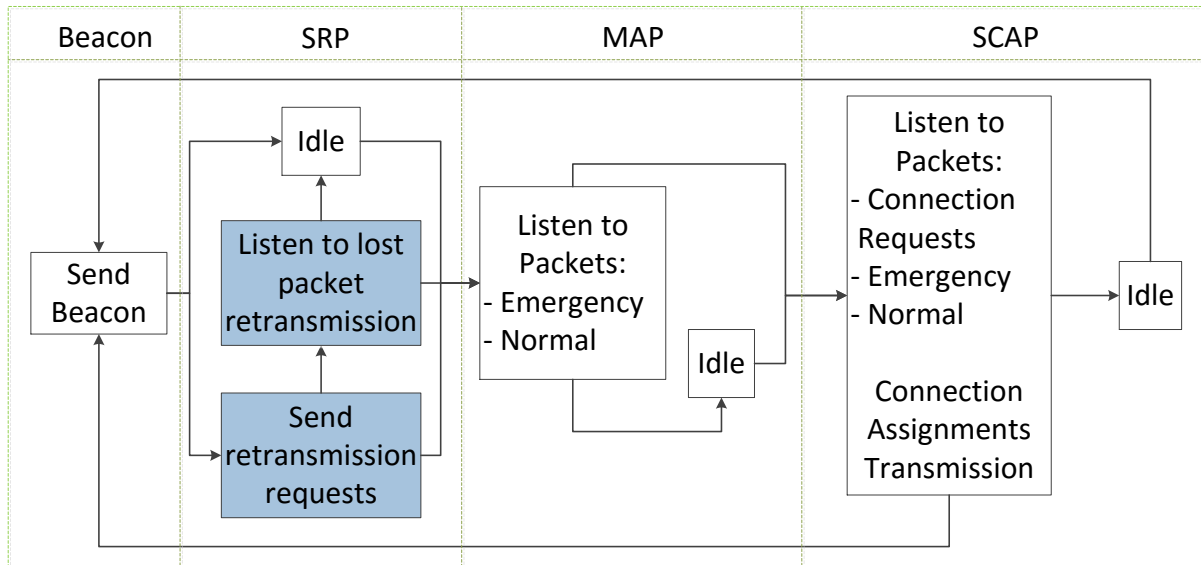 Beacon
SRP
MAP
SCAP
Send
Beacon
Idle
Listen to lost
packet
retransmission
Send
retransmission
requests
Listen to
Packets:
- Emergency
- Normal
Idle
Listen to
Packets:
- Connection
Requests
- Emergency
- Normal
Connection
Assignments
Transmission
Idle